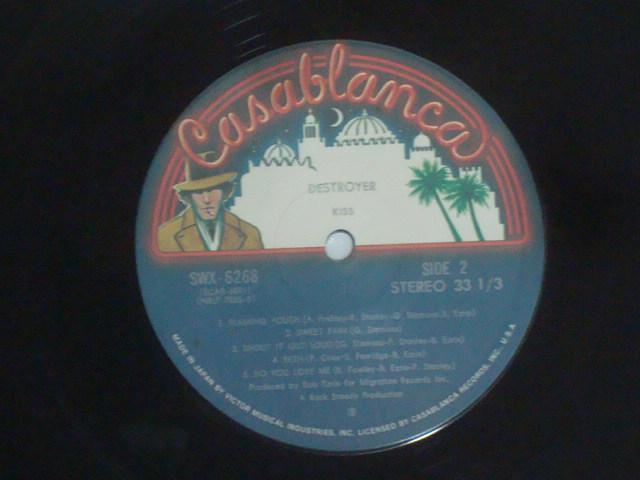 Casablanca
DESTROYER
KISS
SWX-6268
SIDE 2
STEREO 33 1/3
1. FLAMING YOUTH (A. Frehley-P. Stanley-G. Simmons-B. Ezrin)
2. SWEET PAIN (G. Simmons)
3. SHOUT IT OUT LOUD (G. Simmons-P. Stanley-B. Ezrin)
4. BETH (P. Criss-S. Penridge-B. Ezrin)
5. DO YOU LOVE ME (K. Fowley-B. Ezrin-P. Stanley)
Produced by Bob Ezrin for Migration Records Inc.
A Rock Steady Production
Ⓟ
MADE IN JAPAN BY VICTOR MUSICAL INDUSTRIES, INC. LICENSED BY CASABLANCA RECORDS, INC. U.S.A